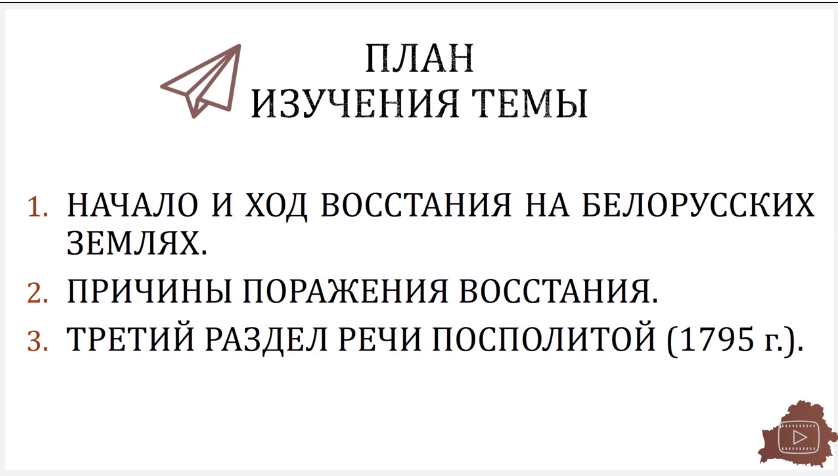 ПЛАН
ИЗУЧЕНИЯ ТЕМЫ
1. НАЧАЛО И ХОД ВОССТАНИЯ НА БЕЛОРУССКИХ
ЗЕМЛЯХ.
2. ПРИЧИНЫ ПОРАЖЕНИЯ ВОССТАНИЯ.
3. ТРЕТИЙ РАЗДЕЛ РЕЧИ ПОСПОЛИТОЙ (1795 г.).